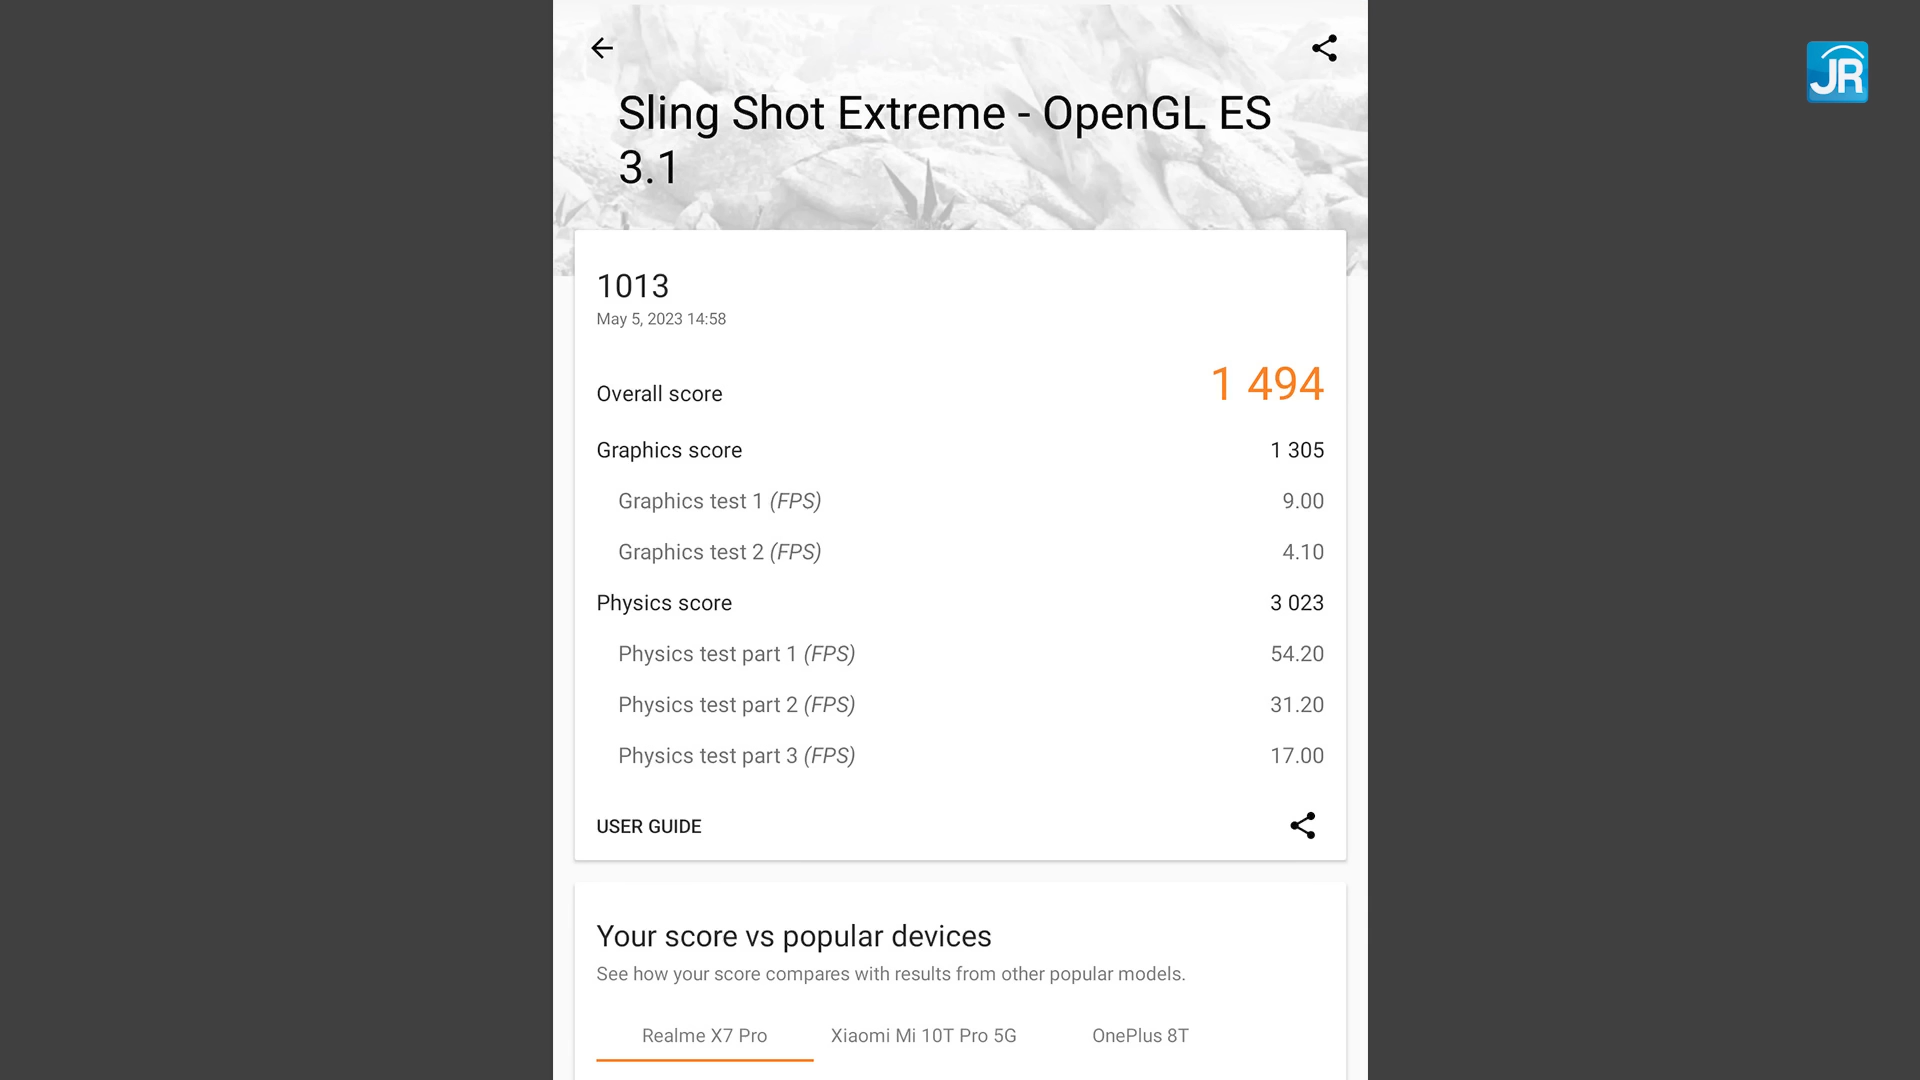 JR
Sling Shot Extreme - OpenGL ES
3.1
1013
May 5, 2023 14:58
Overall score 1 494
Graphics score 1 305
Graphics test 1 (FPS) 9.00
Graphics test 2 (FPS) 4.10
Physics score 3 023
Physics test part 1 (FPS) 54.20
Physics test part 2 (FPS) 31.20
Physics test part 3 (FPS) 17.00
USER GUIDE
Your score vs popular devices
See how your score compares with results from other popular models.
Realme X7 Pro Xiaomi Mi 10T Pro 5G OnePlus 8T